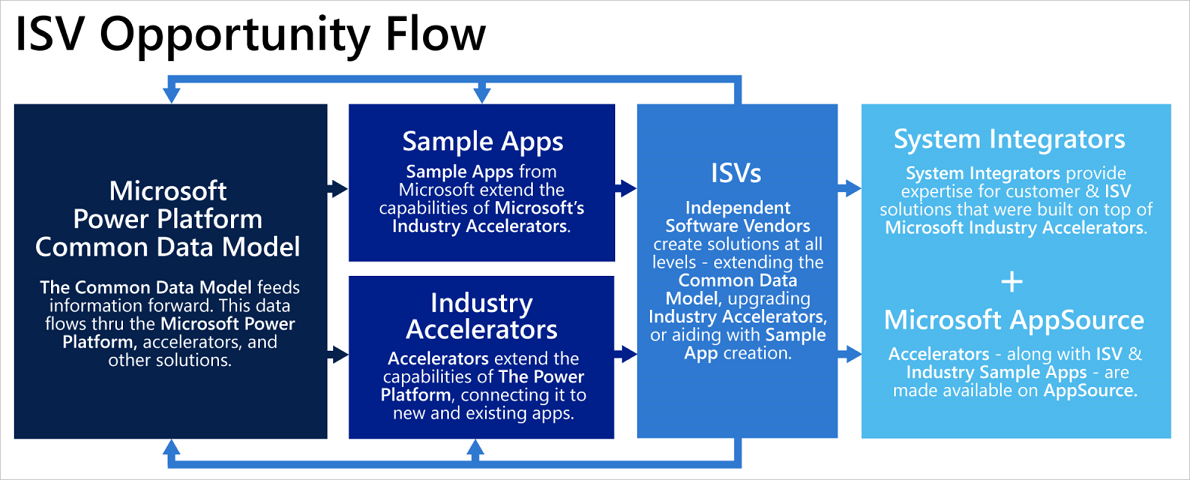 ISV Opportunity Flow
Microsoft
Power Platform
Common Data Model
The Common Data Model feeds
information forward. This data
flows thru the Microsoft Power
Platform, accelerators, and
other solutions.
Sample Apps
Sample Apps from
Microsoft extend the
capabilities of Microsoft's
Industry Accelerators.
Industry
Accelerators
Accelerators extend the
capabilities of The Power
Platform, connecting it to
new and existing apps.
ISVs
Independent
Software Vendors
create solutions at all
levels - extending the
Common Data
Model, upgrading
Industry Accelerators,
or aiding with Sample
App creation.
System Integrators
System Integrators provide
expertise for customer & ISV
solutions that were built on top of
Microsoft Industry Accelerators.
+
Microsoft AppSource
Accelerators - along with ISV &
Industry Sample Apps - are
made available on AppSource.